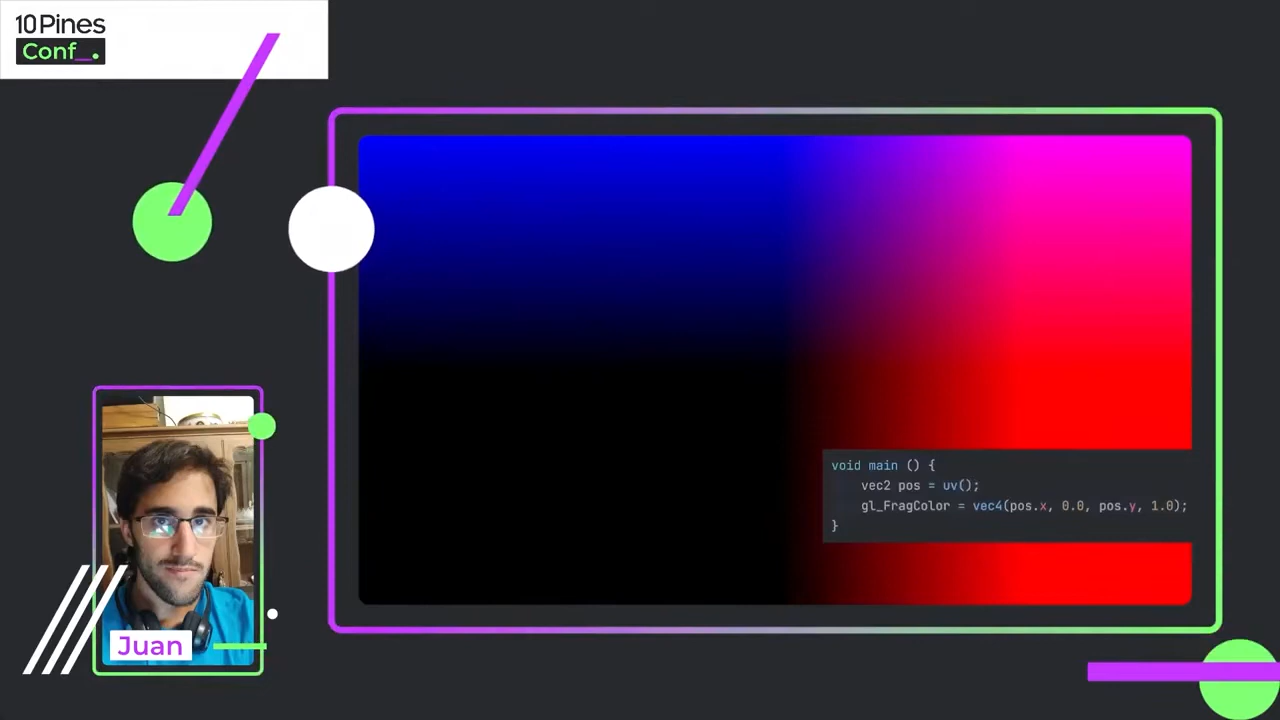 10Pines
Conf_.
void main () {
    vec2 pos = uv();
    gl_FragColor = vec4(pos.x, 0.0, pos.y, 1.0);
}
Juan